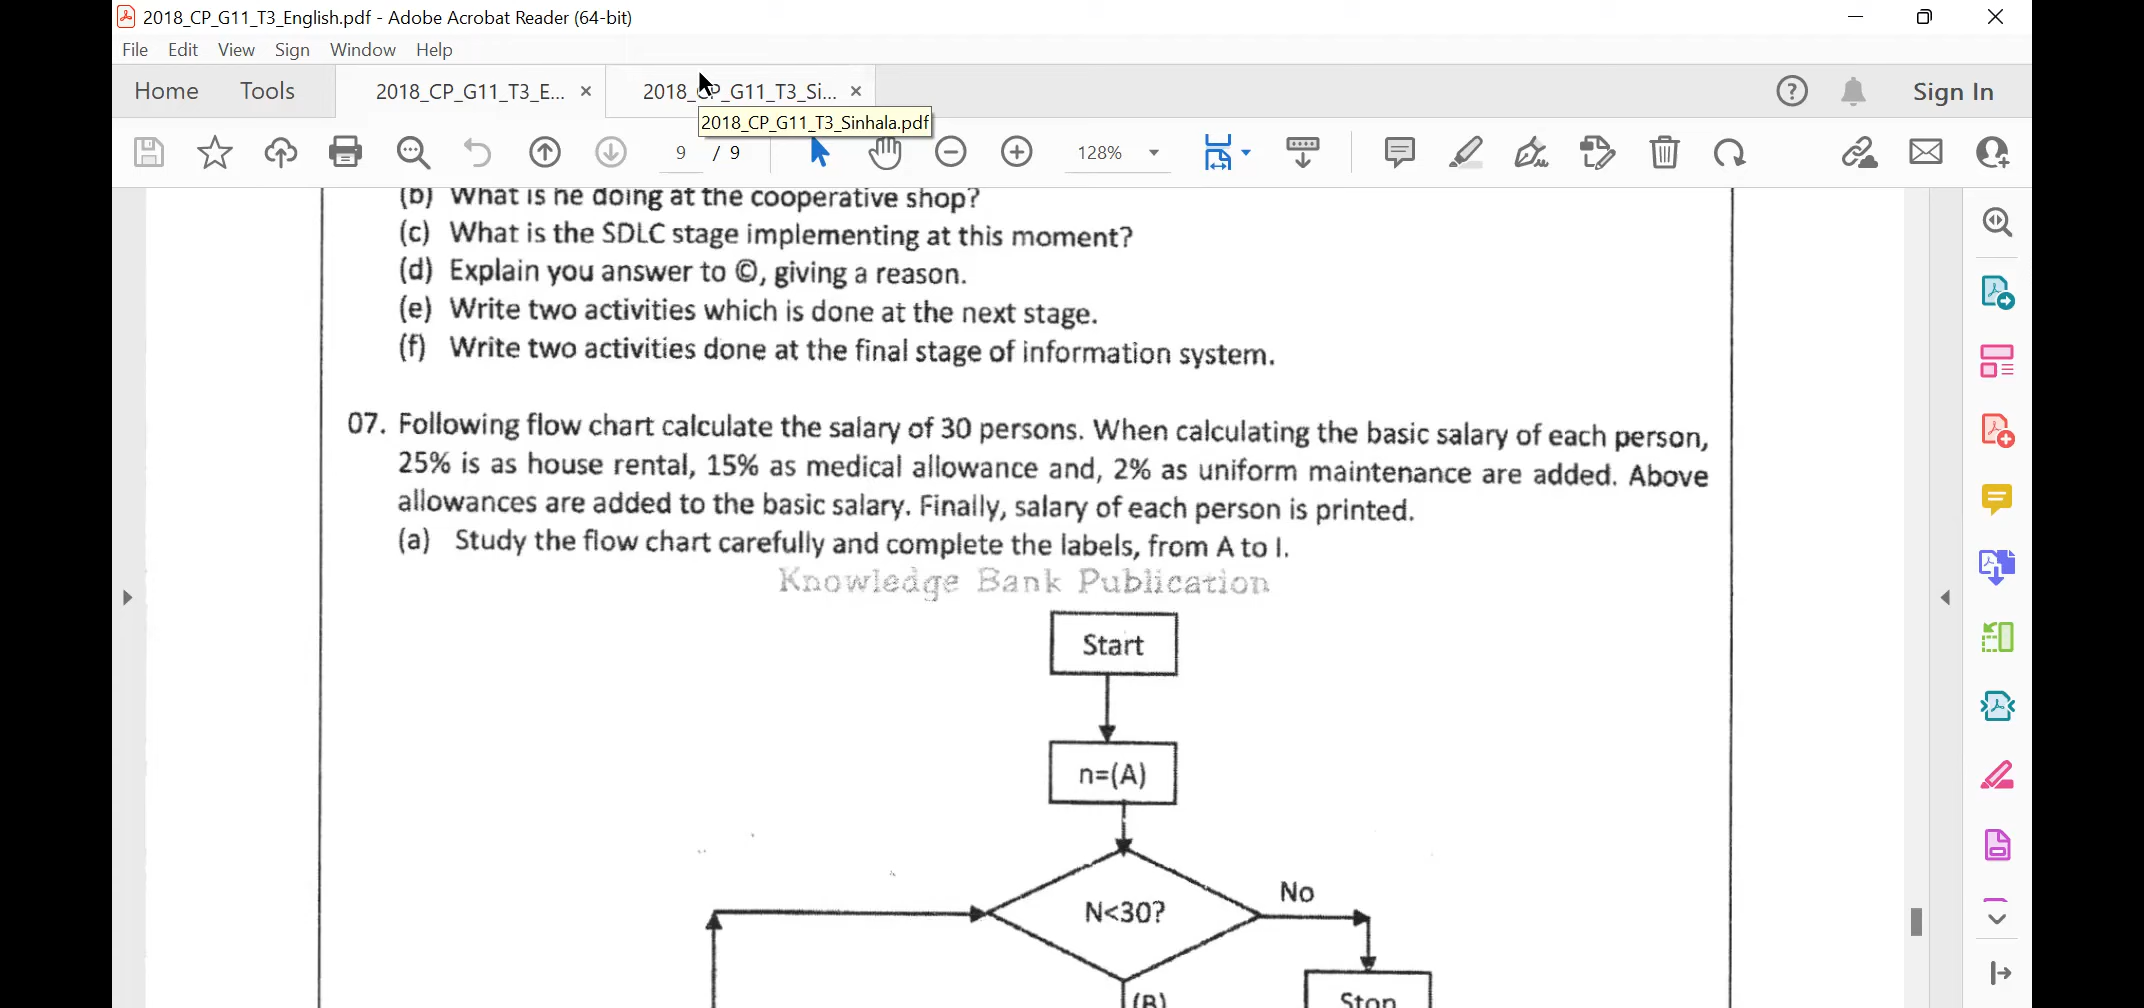 2018_CP_G11_T3_English.pdf - Adobe Acrobat Reader (64-bit)
File Edit View Sign Window Help
Home Tools 2018_CP_G11_T3_E... 2018_CP_G11_T3_Si... Sign In
2018_CP_G11_T3_Sinhala.pdf
9 / 9 128%
(b) What is he doing at the cooperative shop?
(c) What is the SDLC stage implementing at this moment?
(d) Explain you answer to ©, giving a reason.
(e) Write two activities which is done at the next stage.
(f) Write two activities done at the final stage of information system.
07. Following flow chart calculate the salary of 30 persons. When calculating the basic salary of each person,
25% is as house rental, 15% as medical allowance and, 2% as uniform maintenance are added. Above
allowances are added to the basic salary. Finally, salary of each person is printed.
(a) Study the flow chart carefully and complete the labels, from A to I.
Knowledge Bank Publication
Start
n=(A)
No
N<30?
(B)
Stop